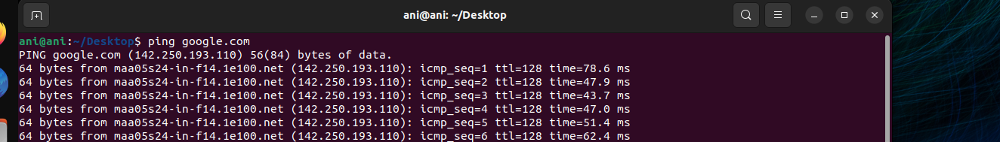 ani@ani: ~/Desktop
ani@ani:~/Desktop$ ping google.com
PING google.com (142.250.193.110) 56(84) bytes of data.
64 bytes from maa05s24-in-f14.1e100.net (142.250.193.110): icmp_seq=1 ttl=128 time=78.6 ms
64 bytes from maa05s24-in-f14.1e100.net (142.250.193.110): icmp_seq=2 ttl=128 time=47.9 ms
64 bytes from maa05s24-in-f14.1e100.net (142.250.193.110): icmp_seq=3 ttl=128 time=43.7 ms
64 bytes from maa05s24-in-f14.1e100.net (142.250.193.110): icmp_seq=4 ttl=128 time=47.0 ms
64 bytes from maa05s24-in-f14.1e100.net (142.250.193.110): icmp_seq=5 ttl=128 time=51.4 ms
64 bytes from maa05s24-in-f14.1e100.net (142.250.193.110): icmp_seq=6 ttl=128 time=62.4 ms